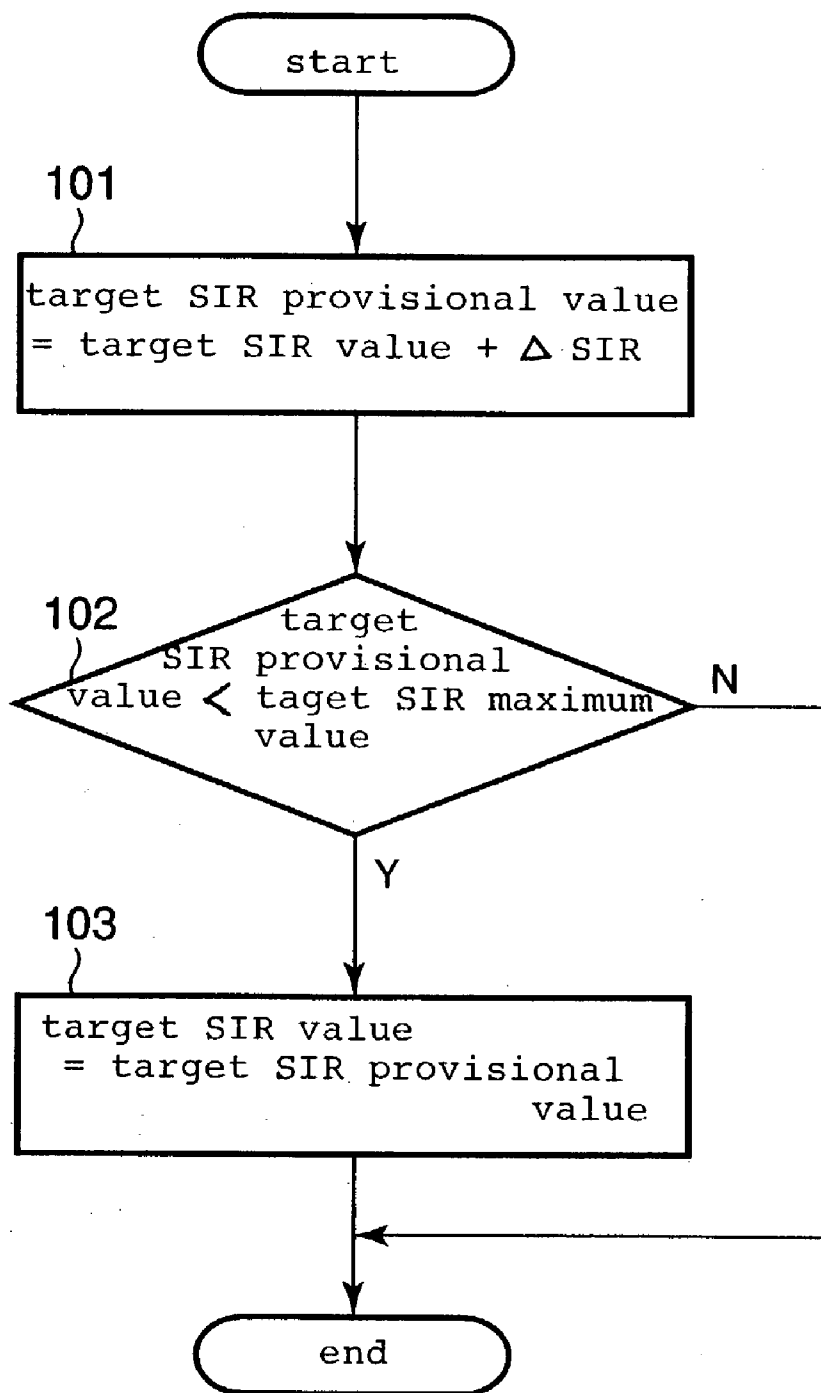 start
101
target SIR provisional value
= target SIR value + Δ SIR
102
target
SIR provisional
value < taget SIR maximum
value
N
Y
103
target SIR value
= target SIR provisional
value
end